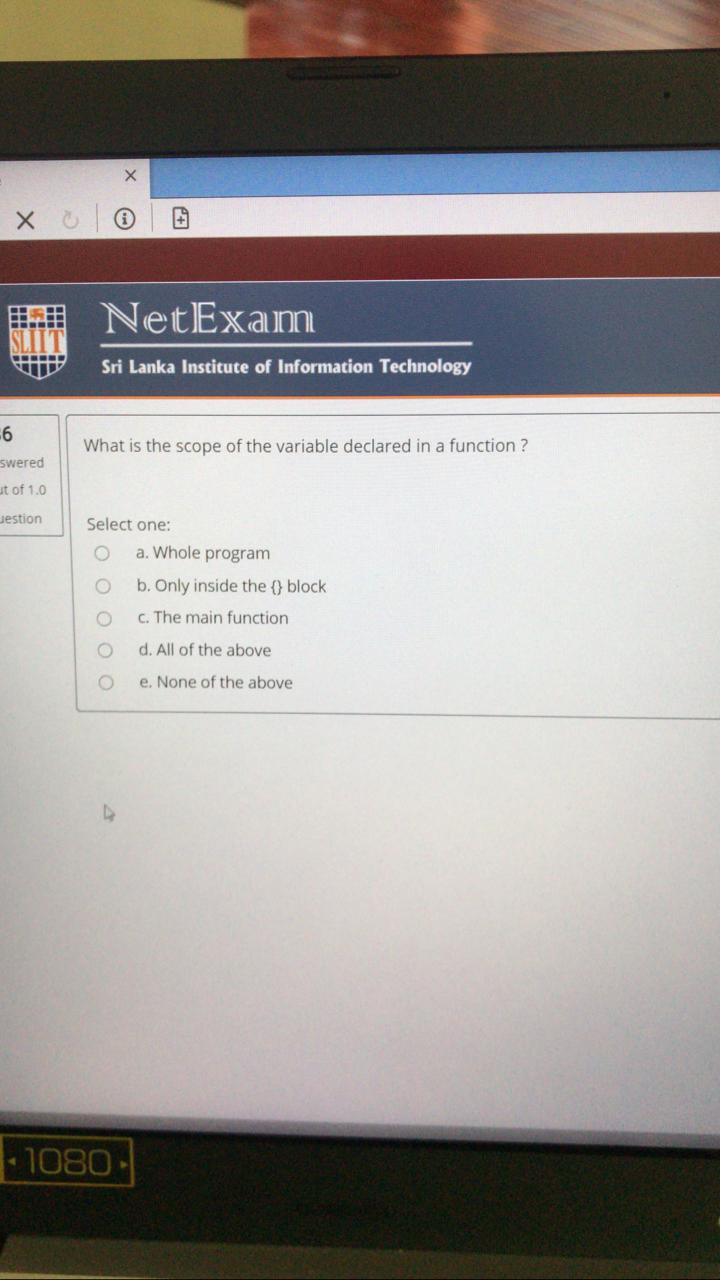 SLIIT
NetExam
Sri Lanka Institute of Information Technology
6
swered
What is the scope of the variable declared in a function ?
ut of 1.0
uestion
Select one:
a. Whole program
b. Only inside the {} block
c. The main function
d. All of the above
e. None of the above
1080